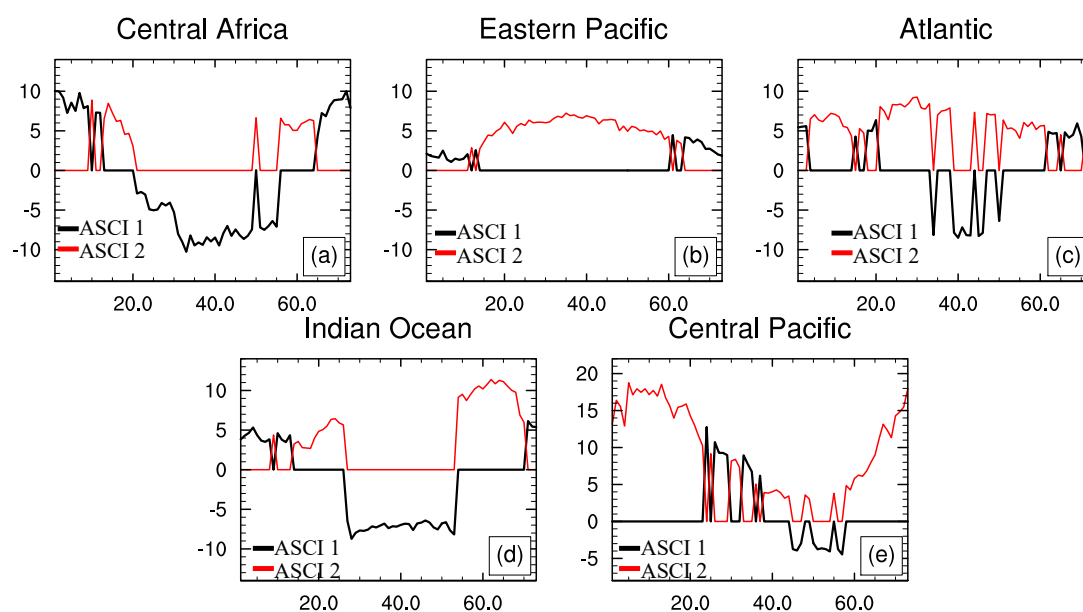 Central Africa
Eastern Pacific
Atlantic
10
5
0
-5
-10
ASCI 1
ASCI 2
(a)
20.0 40.0 60.0
10
5
0
-5
-10
ASCI 1
ASCI 2
(b)
20.0 40.0 60.0
10
5
0
-5
-10
ASCI 1
ASCI 2
(c)
20.0 40.0 60.0
Indian Ocean
Central Pacific
10
5
0
-5
-10
ASCI 1
ASCI 2
(d)
20.0 40.0 60.0
20
15
10
5
0
-5
ASCI 1
ASCI 2
(e)
20.0 40.0 60.0